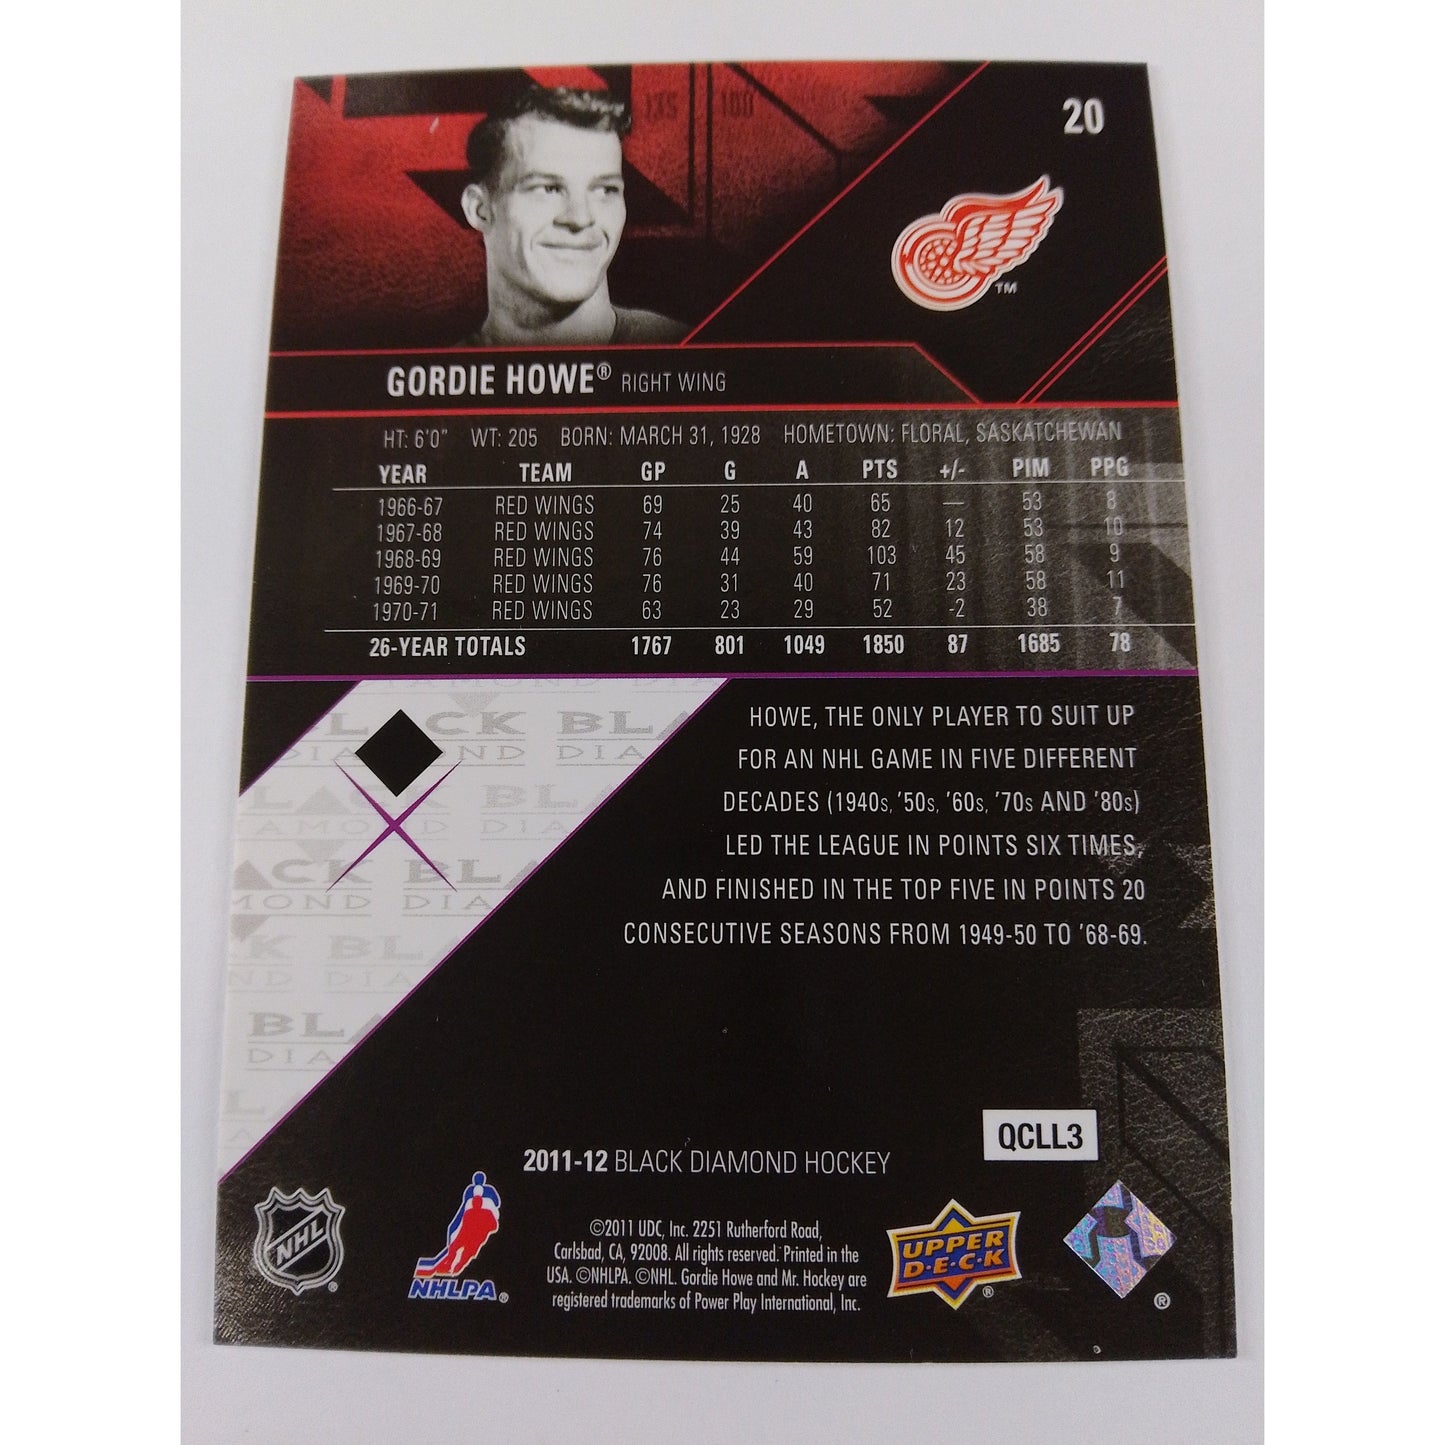 20
TM
GORDIE HOWE® RIGHT WING
HT: 6'0" WT: 205 BORN: MARCH 31, 1928 HOMETOWN: FLORAL, SASKATCHEWAN
YEAR TEAM GP G A PTS +/- PIM PPG
1966-67 RED WINGS 69 25 40 65 — 53 8
1967-68 RED WINGS 74 39 43 82 12 53 10
1968-69 RED WINGS 76 44 59 103 45 58 9
1969-70 RED WINGS 76 31 40 71 23 58 11
1970-71 RED WINGS 63 23 29 52 -2 38 7
26-YEAR TOTALS 1767 801 1049 1850 87 1685 78
HOWE, THE ONLY PLAYER TO SUIT UP
FOR AN NHL GAME IN FIVE DIFFERENT
DECADES (1940s, '50s, '60s, '70s AND '80s)
LED THE LEAGUE IN POINTS SIX TIMES,
AND FINISHED IN THE TOP FIVE IN POINTS 20
CONSECUTIVE SEASONS FROM 1949-50 TO '68-69.
QCLL3
2011-12 BLACK DIAMOND HOCKEY
NHL ®
NHLPA ®
©2011 UDC, Inc. 2251 Rutherford Road,
Carlsbad, CA, 92008. All rights reserved. Printed in the
USA. ©NHLPA. ©NHL. Gordie Howe and Mr. Hockey are
registered trademarks of Power Play International, Inc.
UPPER
D·E·C·K ®
®